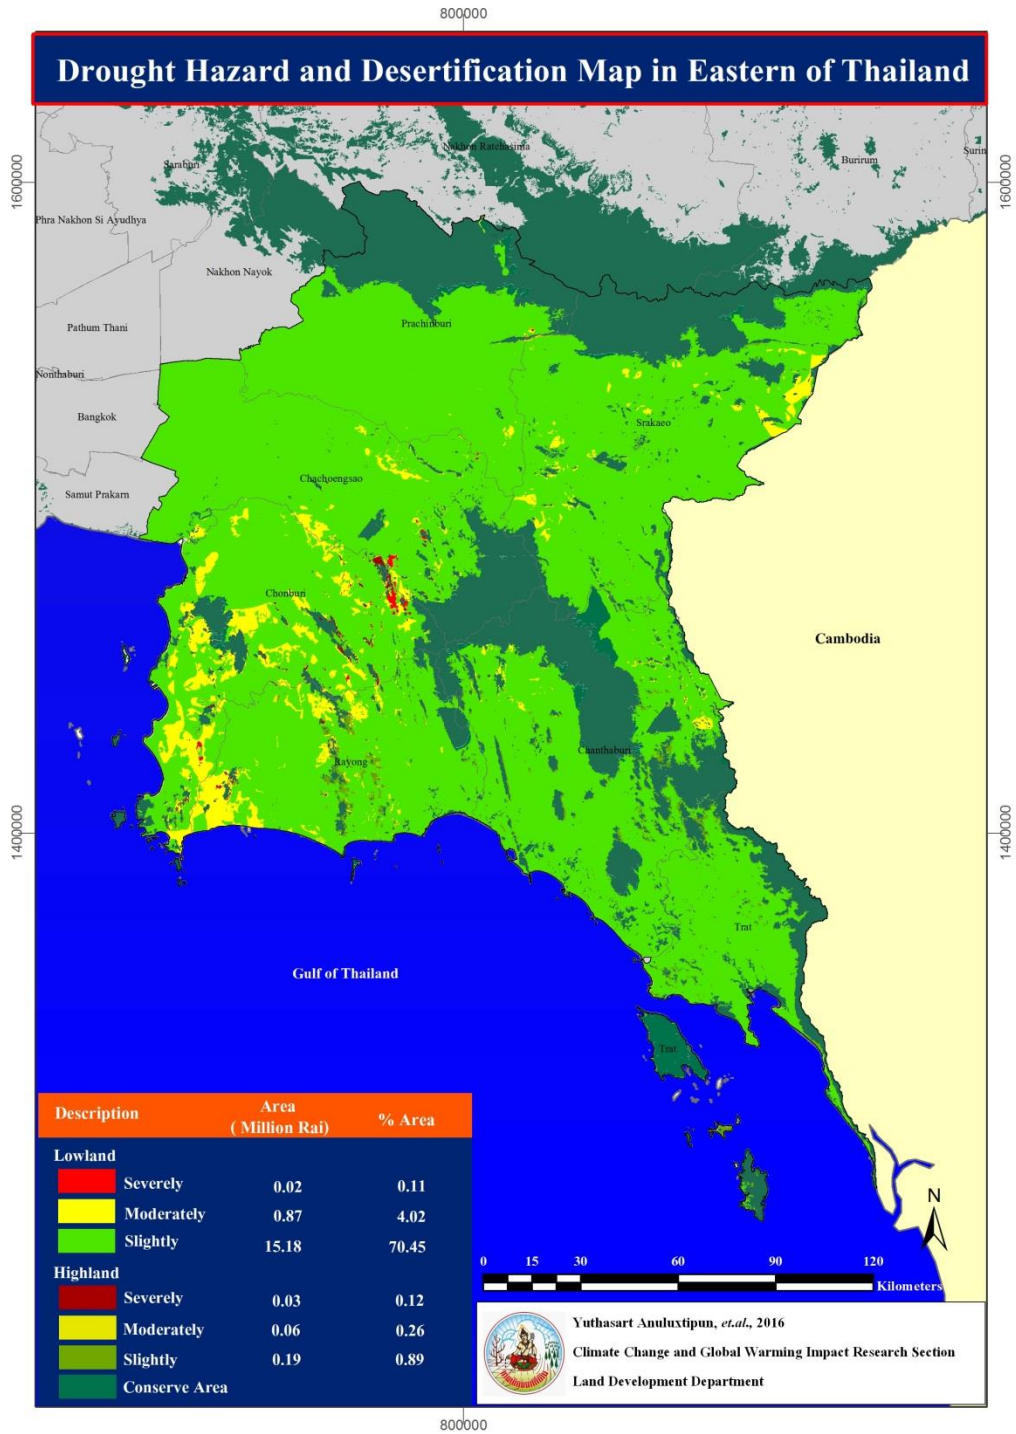 800000
Drought Hazard and Desertification Map in Eastern of Thailand
Nakhon Ratchasima
Surin
Saraburi
Burirum
1600000
1600000
Phra Nakhon Si Ayudhya
Nakhon Nayok
Pathum Thani
Prachinburi
Nonthaburi
Bangkok
Srakaeo
Chachoengsao
Samut Prakarn
Chonburi
Cambodia
Chanthaburi
Rayong
1400000
1400000
Trat
Gulf of Thailand
Trat
Description
Area
( Million Rai)
% Area
Lowland
Severely 0.02 0.11
Moderately 0.87 4.02
Slightly 15.18 70.45
Highland
Severely 0.03 0.12
Moderately 0.06 0.26
Slightly 0.19 0.89
Conserve Area
N
0 15 30 60 90 120
Kilometers
Yuthasart Anuluxtipun, et.al., 2016
Climate Change and Global Warming Impact Research Section
Land Development Department
800000